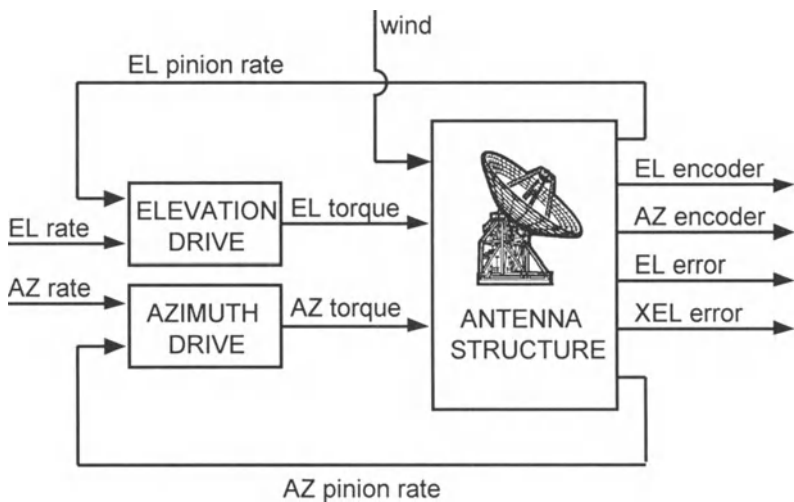 wind
EL pinion rate
EL rate
ELEVATION
DRIVE
EL torque
AZ rate
AZIMUTH
DRIVE
AZ torque
ANTENNA
STRUCTURE
EL encoder
AZ encoder
EL error
XEL error
AZ pinion rate